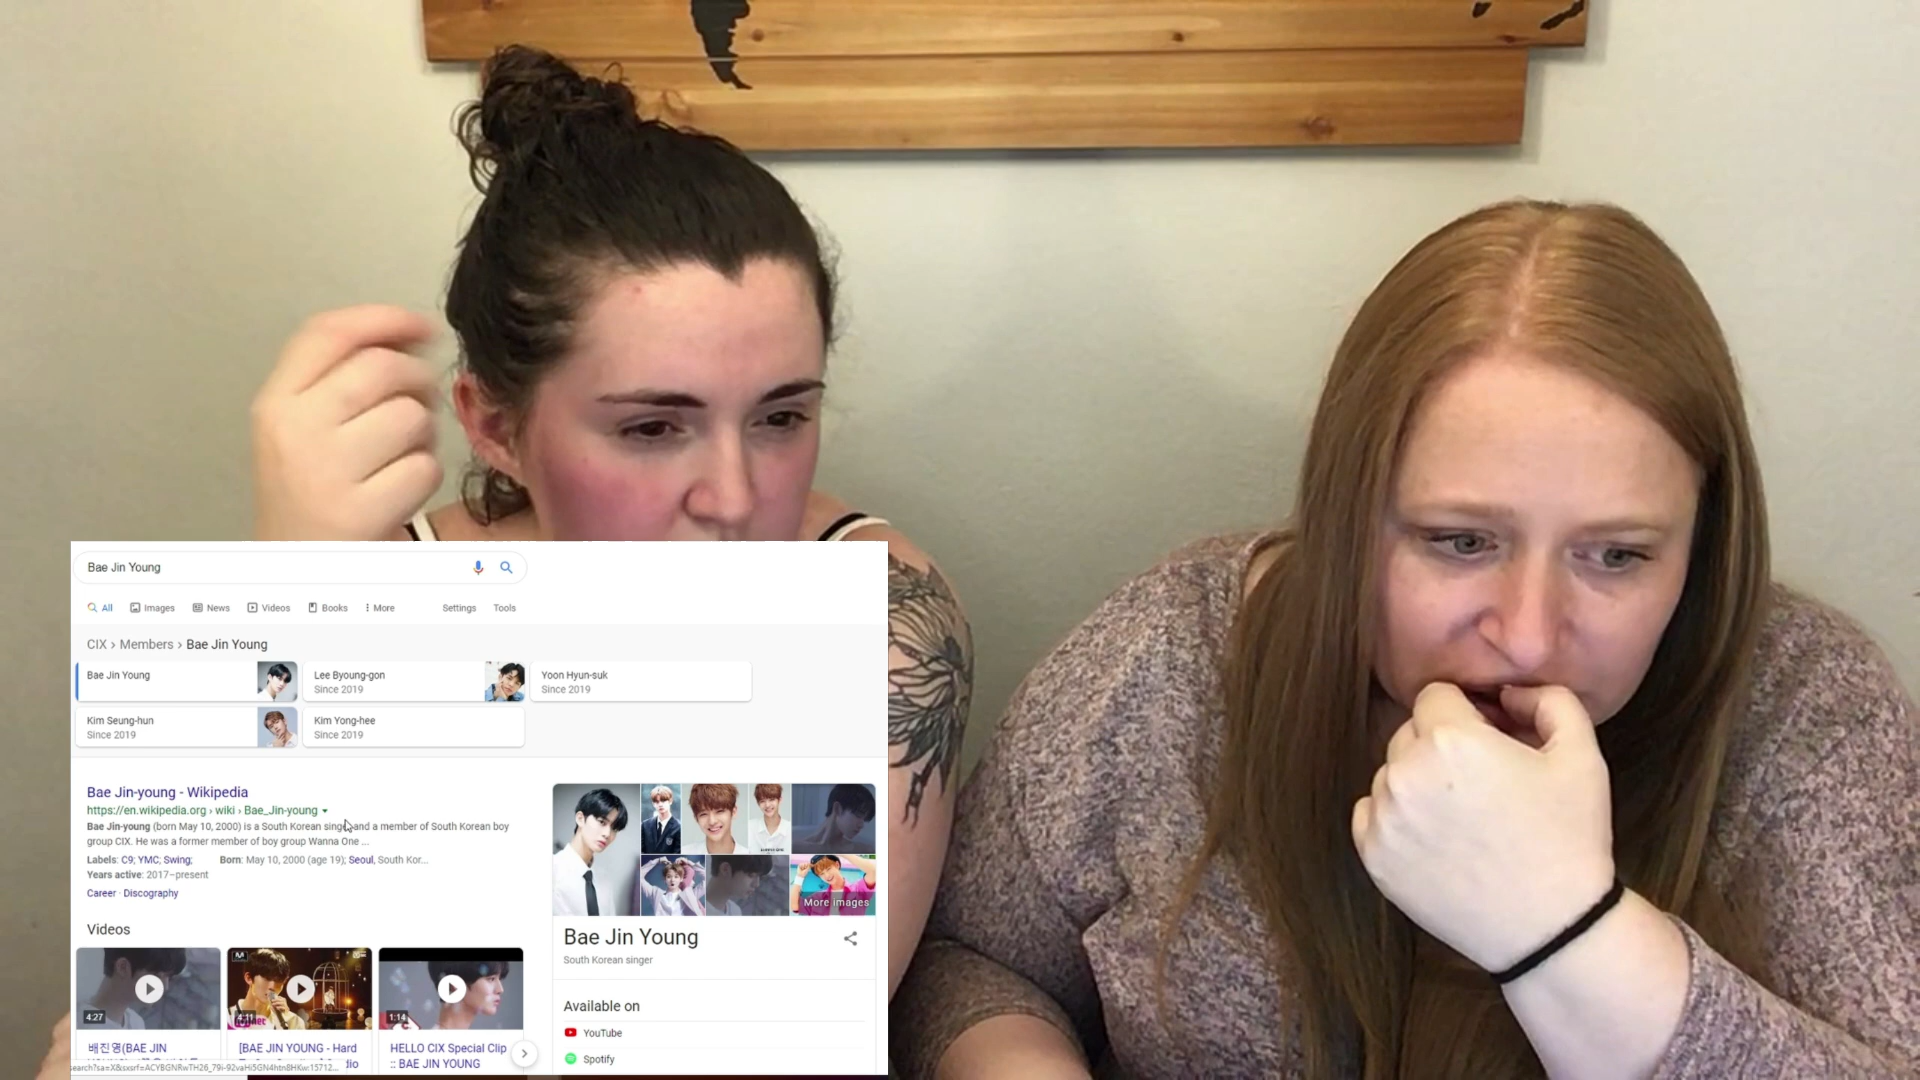 Bae Jin Young
All Images News Videos Books More Settings Tools
CIX › Members › Bae Jin Young
Bae Jin Young
Lee Byoung-gon
Since 2019
Yoon Hyun-suk
Since 2019
Kim Seung-hun
Since 2019
Kim Yong-hee
Since 2019
Bae Jin-young - Wikipedia
https://en.wikipedia.org › wiki › Bae_Jin-young
Bae Jin-young (born May 10, 2000) is a South Korean singer and a member of South Korean boy
group CIX. He was a former member of boy group Wanna One ...
Labels: C9; YMC; Swing; Born: May 10, 2000 (age 19); Seoul, South Kor...
Years active: 2017–present
Career · Discography
Videos
4:27
4:11
1:14
배진영(BAE JIN
[BAE JIN YOUNG - Hard
HELLO CIX Special Clip
:: BAE JIN YOUNG
More images
Bae Jin Young
South Korean singer
Available on
YouTube
Spotify